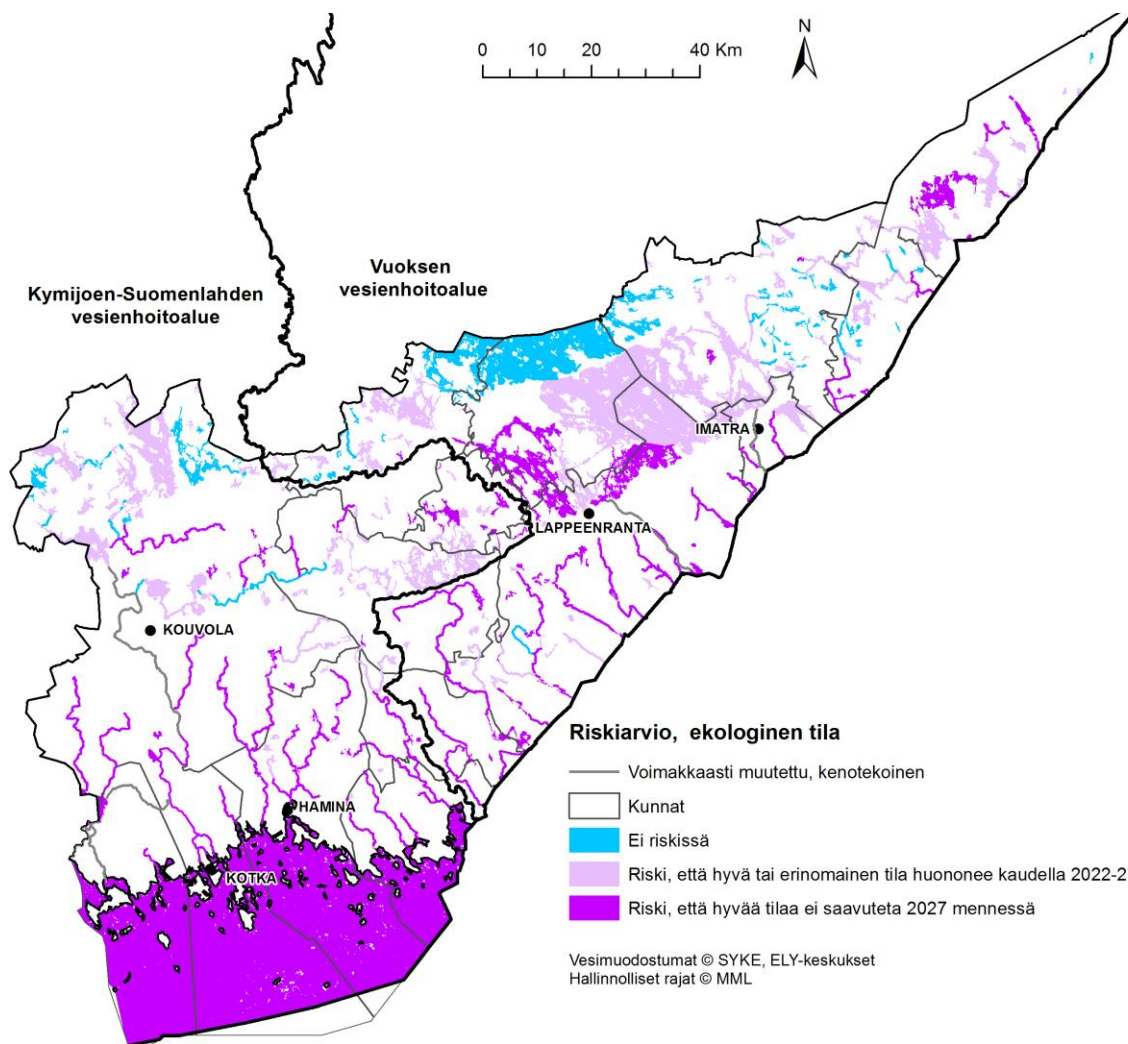 0 10 20 40 Km
N
Kymijoen-Suomenlahden
vesienhoitoalue
Vuoksen
vesienhoitoalue
IMATRA
LAPPEENRANTA
KOUVOLA
HAMINA
KOTKA
Riskiarvio, ekologinen tila
Voimakkaasti muutettu, kenotekoinen
Kunnat
Ei riskissä
Riski, että hyvä tai erinomainen tila huononee kaudella 2022-2
Riski, että hyvää tilaa ei saavuteta 2027 mennessä
Vesimuodostumat © SYKE, ELY-keskukset
Hallinnolliset rajat © MML